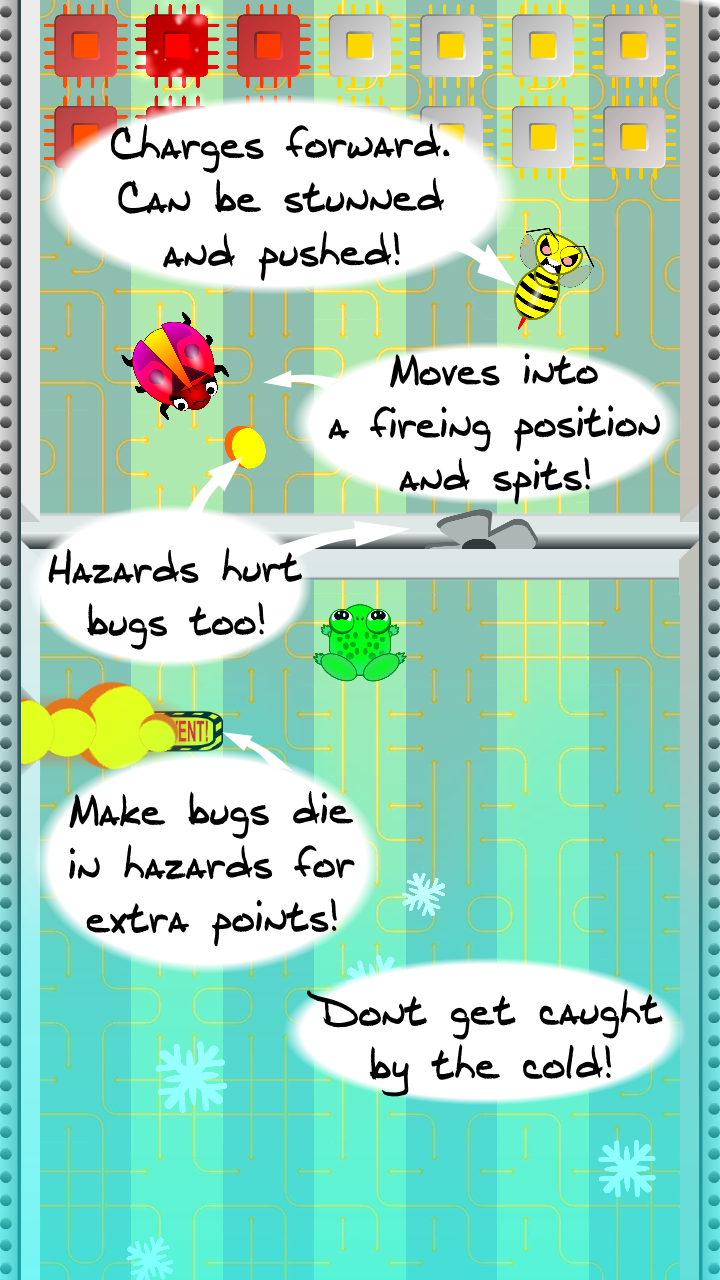 Charges forward.
Can be stunned
and pushed!
Moves into
a fireing position
and spits!
Hazards hurt
bugs too!
VENT!
Make bugs die
in hazards for
extra points!
Dont get caught
by the cold!